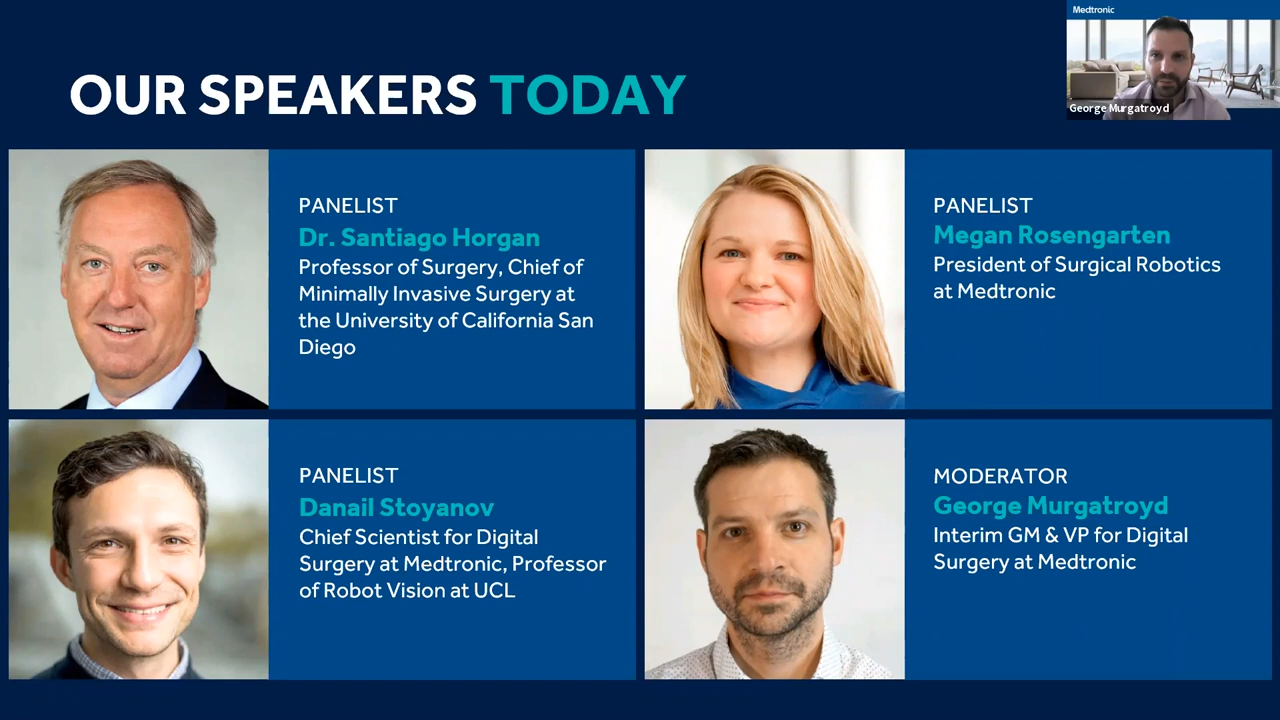 Medtronic
George Murgatroyd
OUR SPEAKERS TODAY
PANELIST
Dr. Santiago Horgan
Professor of Surgery, Chief of
Minimally Invasive Surgery at
the University of California San
Diego
PANELIST
Megan Rosengarten
President of Surgical Robotics
at Medtronic
PANELIST
Danail Stoyanov
Chief Scientist for Digital
Surgery at Medtronic, Professor
of Robot Vision at UCL
MODERATOR
George Murgatroyd
Interim GM & VP for Digital
Surgery at Medtronic